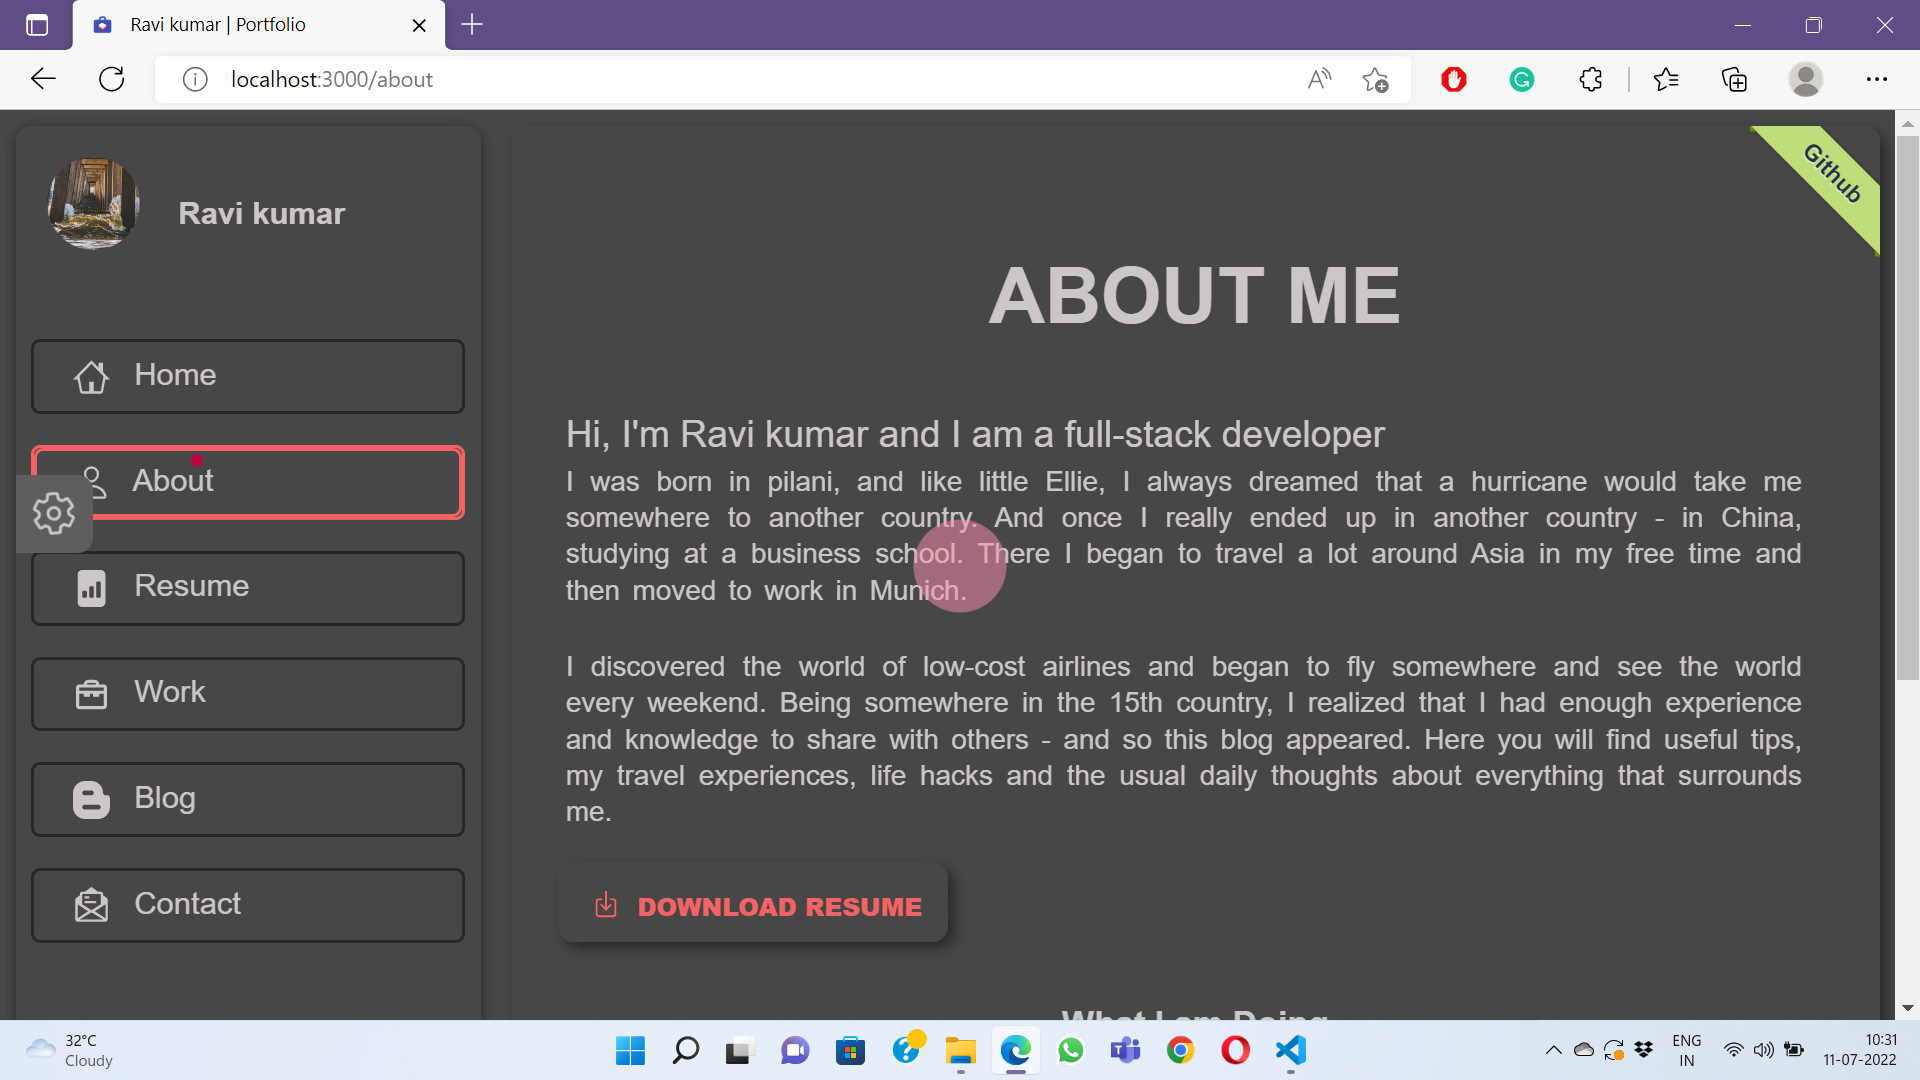 Ravi kumar | Portfolio
localhost:3000/about
Ravi kumar
Home
About
Resume
Work
Blog
Contact
Github
ABOUT ME
Hi, I'm Ravi kumar and I am a full-stack developer
I was born in pilani, and like little Ellie, I always dreamed that a hurricane would take me
somewhere to another country. And once I really ended up in another country - in China,
studying at a business school. There I began to travel a lot around Asia in my free time and
then moved to work in Munich.
I discovered the world of low-cost airlines and began to fly somewhere and see the world
every weekend. Being somewhere in the 15th country, I realized that I had enough experience
and knowledge to share with others - and so this blog appeared. Here you will find useful tips,
my travel experiences, life hacks and the usual daily thoughts about everything that surrounds
me.
DOWNLOAD RESUME
What I am Doing
32°C
Cloudy
ENG
IN
10:31
11-07-2022